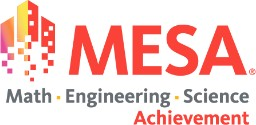 MESA®
Math · Engineering · Science
Achievement